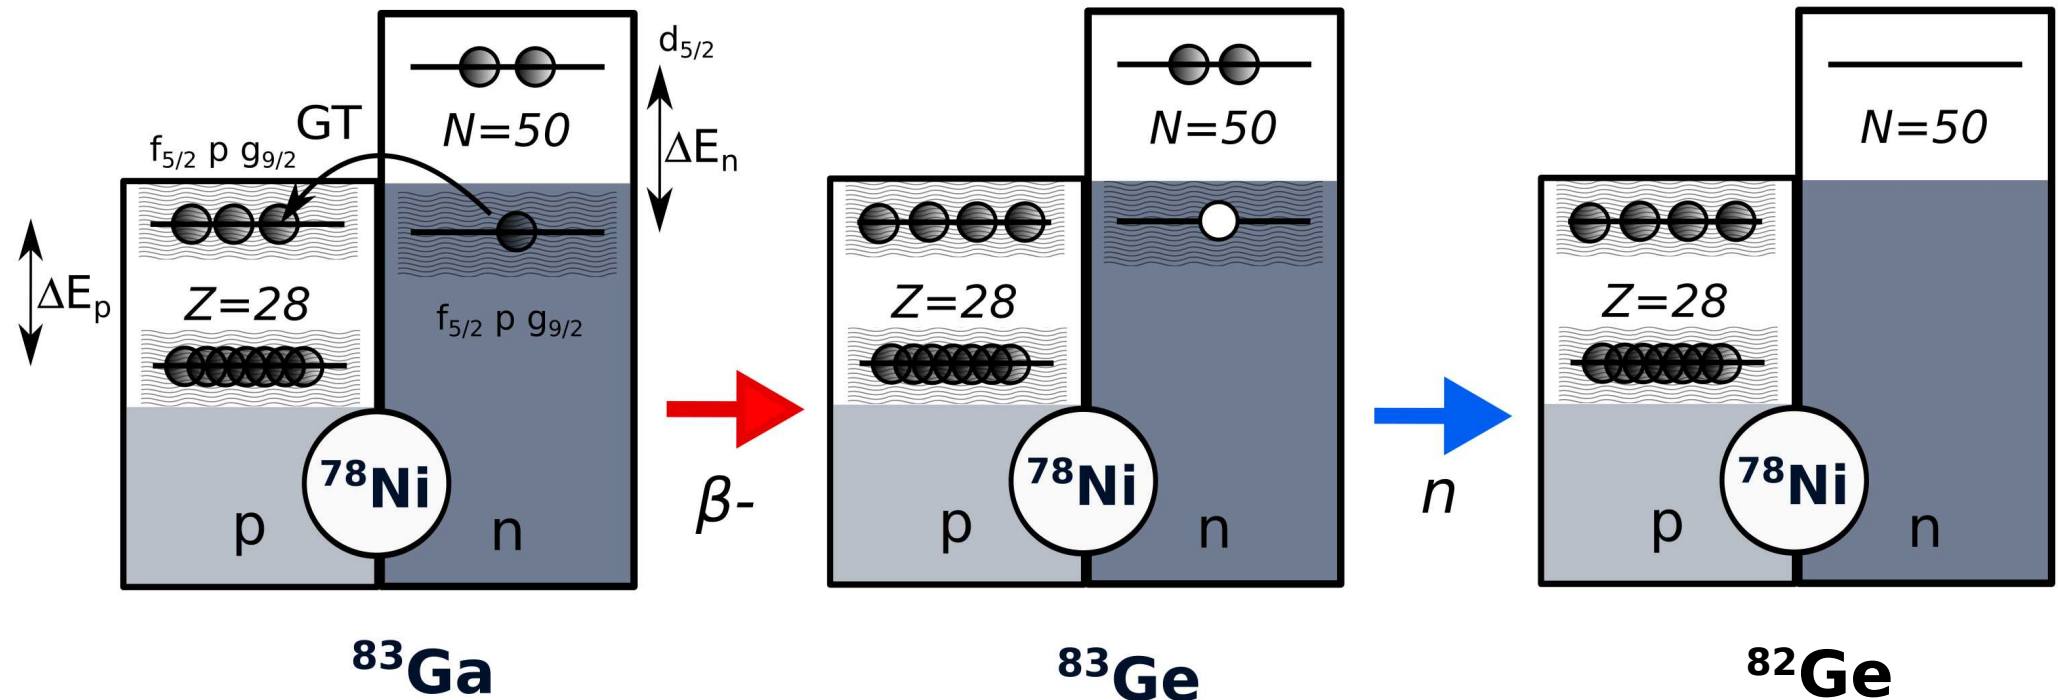 d5/2
GT
N=50
f5/2 p g9/2
ΔEn
ΔEp
Z=28
f5/2 p g9/2
78Ni
p
n
83Ga
β-
N=50
Z=28
78Ni
p
n
83Ge
n
N=50
Z=28
78Ni
p
n
82Ge